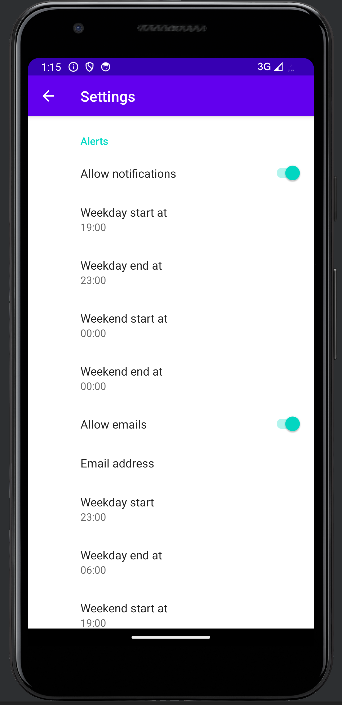 1:15
3G
Settings
Alerts
Allow notifications
Weekday start at
19:00
Weekday end at
23:00
Weekend start at
00:00
Weekend end at
00:00
Allow emails
Email address
Weekday start
23:00
Weekday end at
06:00
Weekend start at
19:00